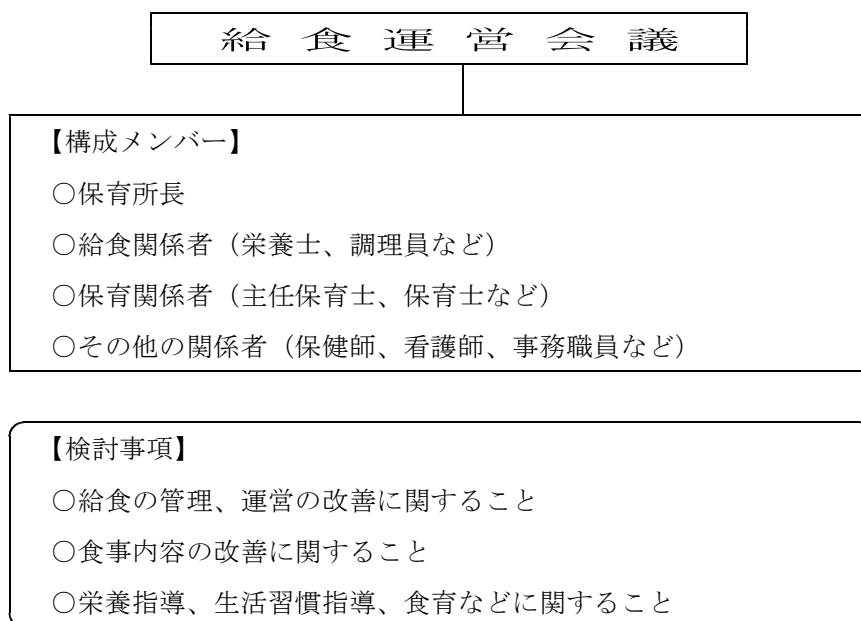 給食運営会議
【構成メンバー】
○保育所長
○給食関係者（栄養士、調理員など）
○保育関係者（主任保育士、保育士など）
○その他の関係者（保健師、看護師、事務職員など）
【検討事項】
○給食の管理、運営の改善に関すること
○食事内容の改善に関すること
○栄養指導、生活習慣指導、食育などに関すること